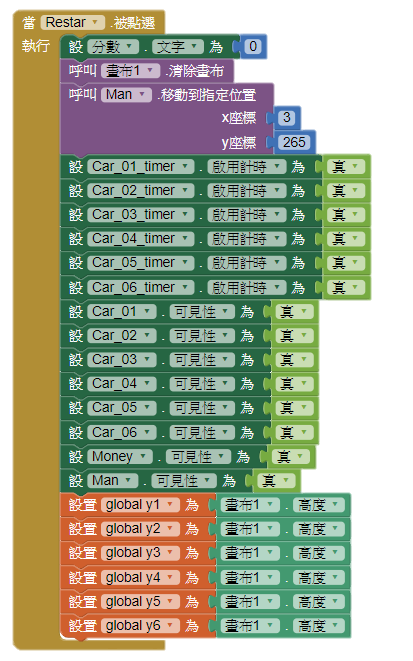 當 Restar .被點選
執行 設 分數 . 文字 為 0
呼叫 畫布1 .清除畫布
呼叫 Man .移動到指定位置
x座標 3
y座標 265
設 Car_01_timer . 啟用計時 為 真
設 Car_02_timer . 啟用計時 為 真
設 Car_03_timer . 啟用計時 為 真
設 Car_04_timer . 啟用計時 為 真
設 Car_05_timer . 啟用計時 為 真
設 Car_06_timer . 啟用計時 為 真
設 Car_01 . 可見性 為 真
設 Car_02 . 可見性 為 真
設 Car_03 . 可見性 為 真
設 Car_04 . 可見性 為 真
設 Car_05 . 可見性 為 真
設 Car_06 . 可見性 為 真
設 Money . 可見性 為 真
設 Man . 可見性 為 真
設置 global y1 為 畫布1 . 高度
設置 global y2 為 畫布1 . 高度
設置 global y3 為 畫布1 . 高度
設置 global y4 為 畫布1 . 高度
設置 global y5 為 畫布1 . 高度
設置 global y6 為 畫布1 . 高度